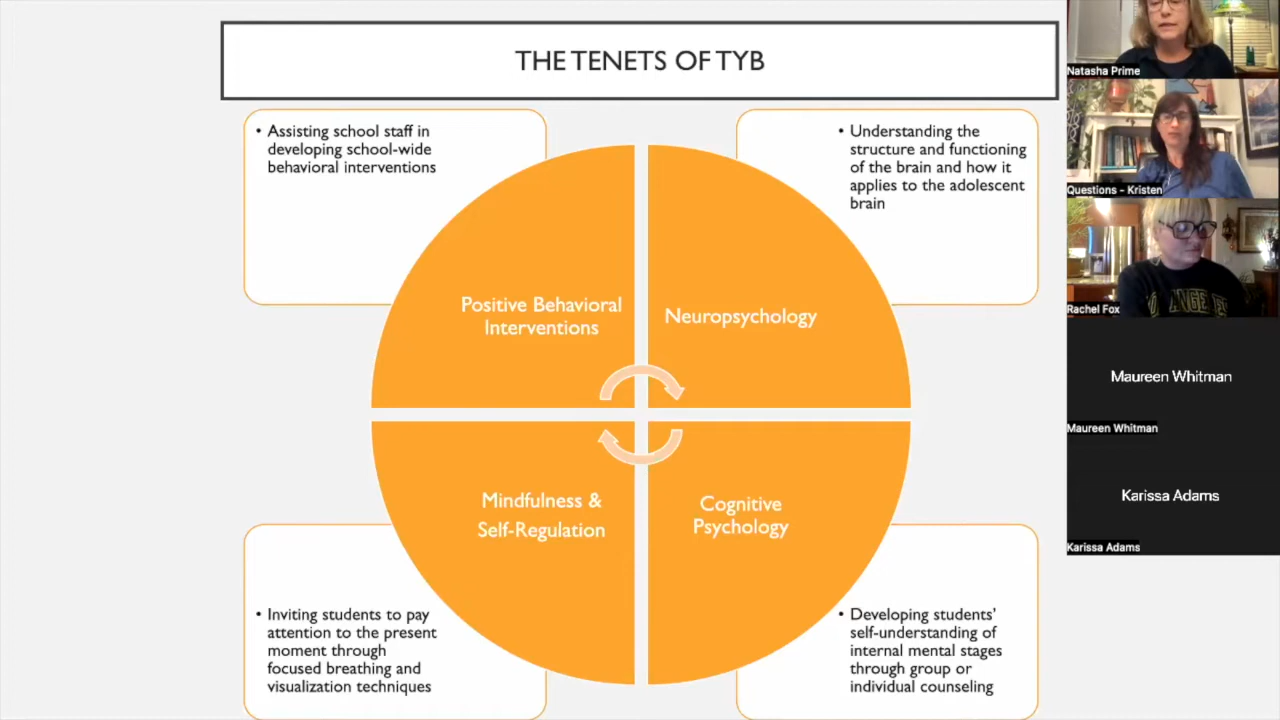 THE TENETS OF TYB
• Assisting school staff in
developing school-wide
behavioral interventions
• Understanding the
structure and functioning
of the brain and how it
applies to the adolescent
brain
Positive Behavioral
Interventions
Neuropsychology
Mindfulness &
Self-Regulation
Cognitive
Psychology
• Inviting students to pay
attention to the present
moment through
focused breathing and
visualization techniques
• Developing students’
self-understanding of
internal mental stages
through group or
individual counseling
Natasha Prime
Questions - Kristen
Rachel Fox
Maureen Whitman
Maureen Whitman
Karissa Adams
Karissa Adams